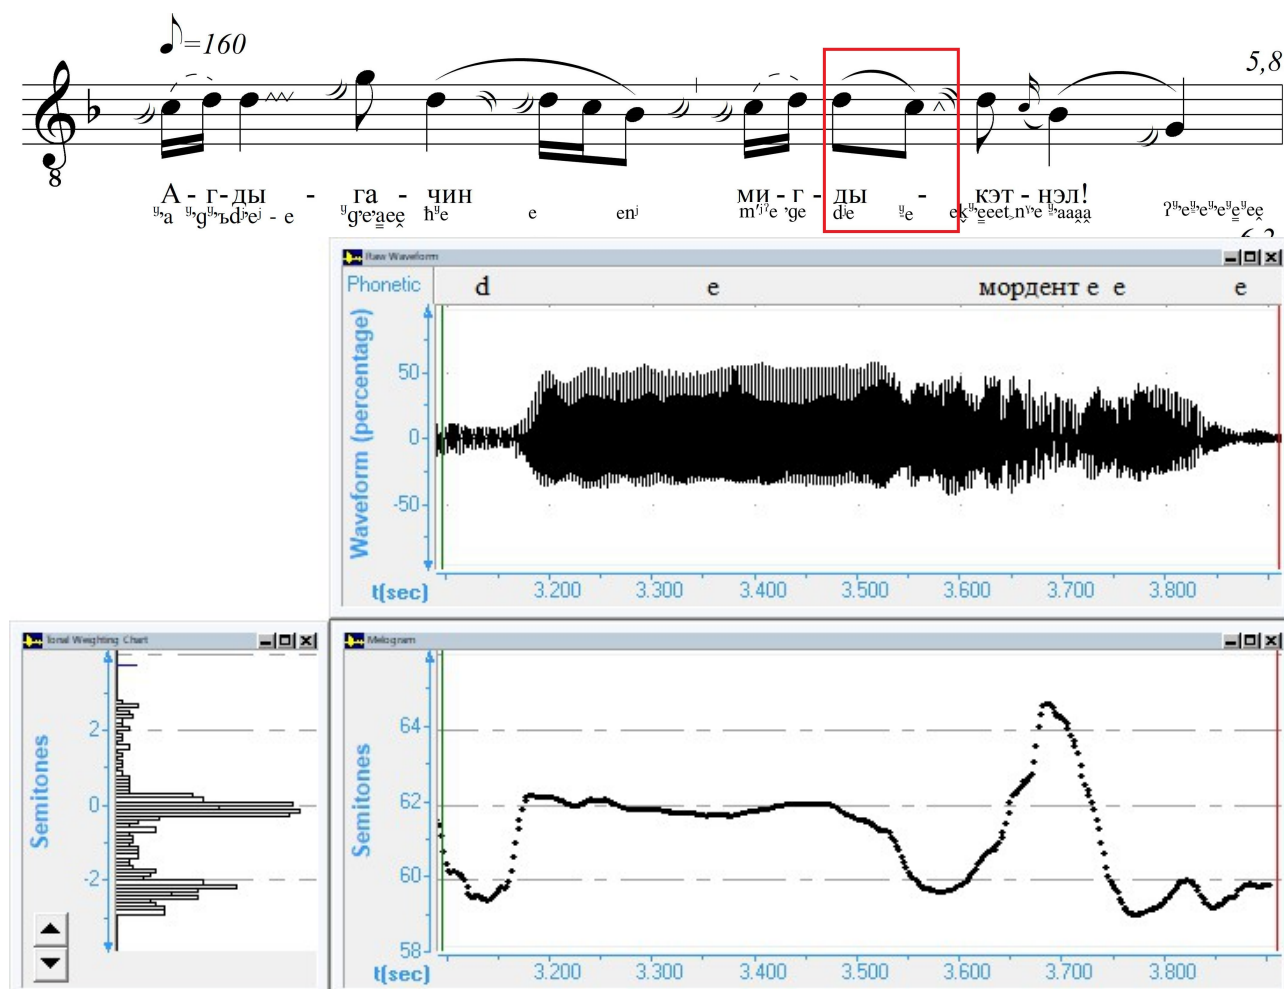 =160
5,8
8
А - г - ды - га - чин ми - г - ды - кэт - нэл!
e enʲ
Raw Waveform
Phonetic d e мордент e e e
Waveform (percentage)
50
0
-50
t(sec) 3.200 3.300 3.400 3.500 3.600 3.700 3.800
Tonal Weighting Chart
Semitones
2
0
-2
Melogram
Semitones
64
62
60
58
t(sec) 3.200 3.300 3.400 3.500 3.600 3.700 3.800